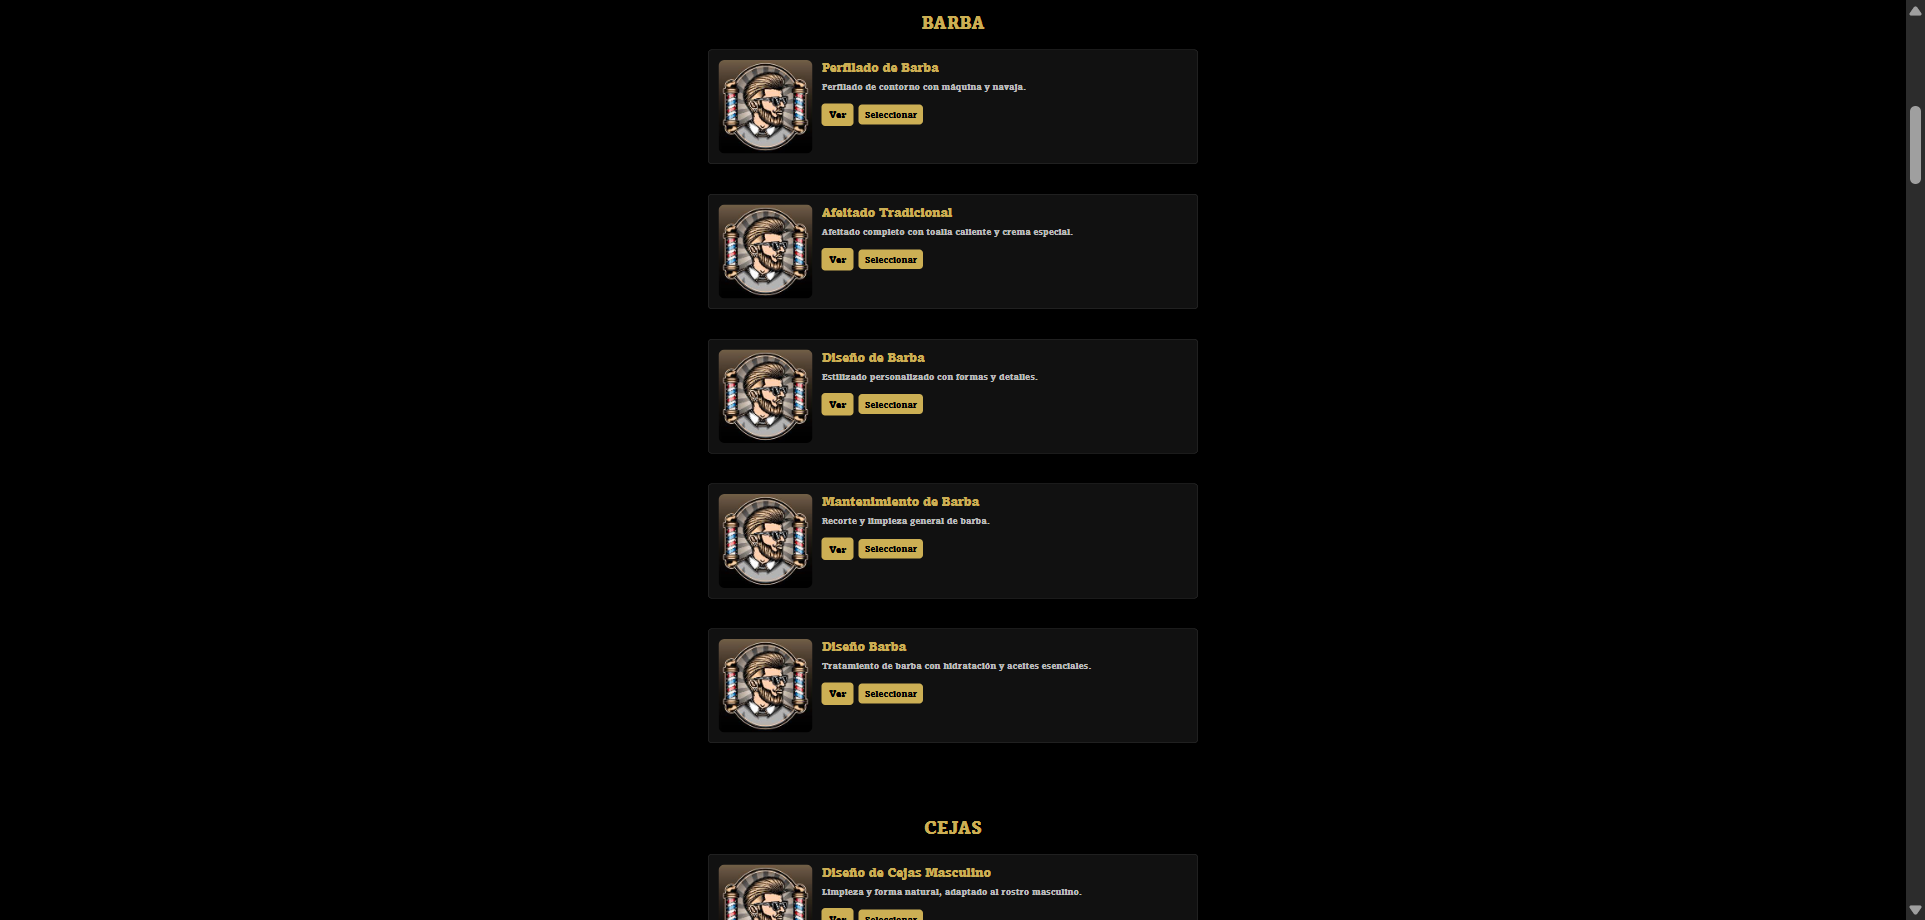 BARBA
Perfilado de Barba
Perfilado de contorno con máquina y navaja.
Ver Seleccionar
Afeitado Tradicional
Afeitado completo con toalla caliente y crema especial.
Ver Seleccionar
Diseño de Barba
Estilizado personalizado con formas y detalles.
Ver Seleccionar
Mantenimiento de Barba
Recorte y limpieza general de barba.
Ver Seleccionar
Diseño Barba
Tratamiento de barba con hidratación y aceites esenciales.
Ver Seleccionar
CEJAS
Diseño de Cejas Masculino
Limpieza y forma natural, adaptado al rostro masculino.
Ver Seleccionar